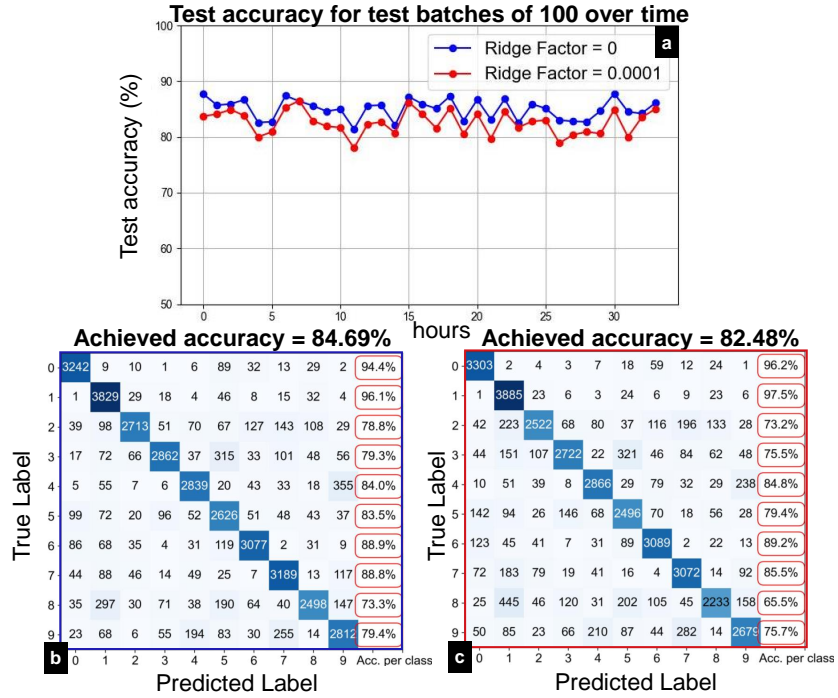 Test accuracy for test batches of 100 over time
a
Ridge Factor = 0
Ridge Factor = 0.0001
Test accuracy (%)
100
90
80
70
60
50
0 5 10 15 20 25 30
hours
Achieved accuracy = 84.69%
True Label
0 3242 9 10 1 6 89 32 13 29 2 94.4%
1 1 3829 29 18 4 46 8 15 32 4 96.1%
2 39 98 2713 51 70 67 127 143 108 29 78.8%
3 17 72 66 2862 37 315 33 101 48 56 79.3%
4 5 55 7 6 2839 20 43 33 18 355 84.0%
5 99 72 20 96 52 2626 51 48 43 37 83.5%
6 86 68 35 4 31 119 3077 2 31 9 88.9%
7 44 88 46 14 49 25 7 3189 13 117 88.8%
8 35 297 30 71 38 190 64 40 2498 147 73.3%
9 23 68 6 55 194 83 30 255 14 2812 79.4%
b
0 1 2 3 4 5 6 7 8 9 Acc. per class
Predicted Label
Achieved accuracy = 82.48%
True Label
0 3303 2 4 3 7 18 59 12 24 1 96.2%
1 1 3885 23 6 3 24 6 9 23 6 97.5%
2 42 223 2522 68 80 37 116 196 133 28 73.2%
3 44 151 107 2722 22 321 46 84 62 48 75.5%
4 10 51 39 8 2866 29 79 32 29 238 84.8%
5 142 94 26 146 68 2496 70 18 56 28 79.4%
6 123 45 41 7 31 89 3089 2 22 13 89.2%
7 72 183 79 19 41 16 4 3072 14 92 85.5%
8 25 445 46 120 31 202 105 45 2233 158 65.5%
9 50 85 23 66 210 87 44 282 14 2679 75.7%
c
0 1 2 3 4 5 6 7 8 9 Acc. per class
Predicted Label